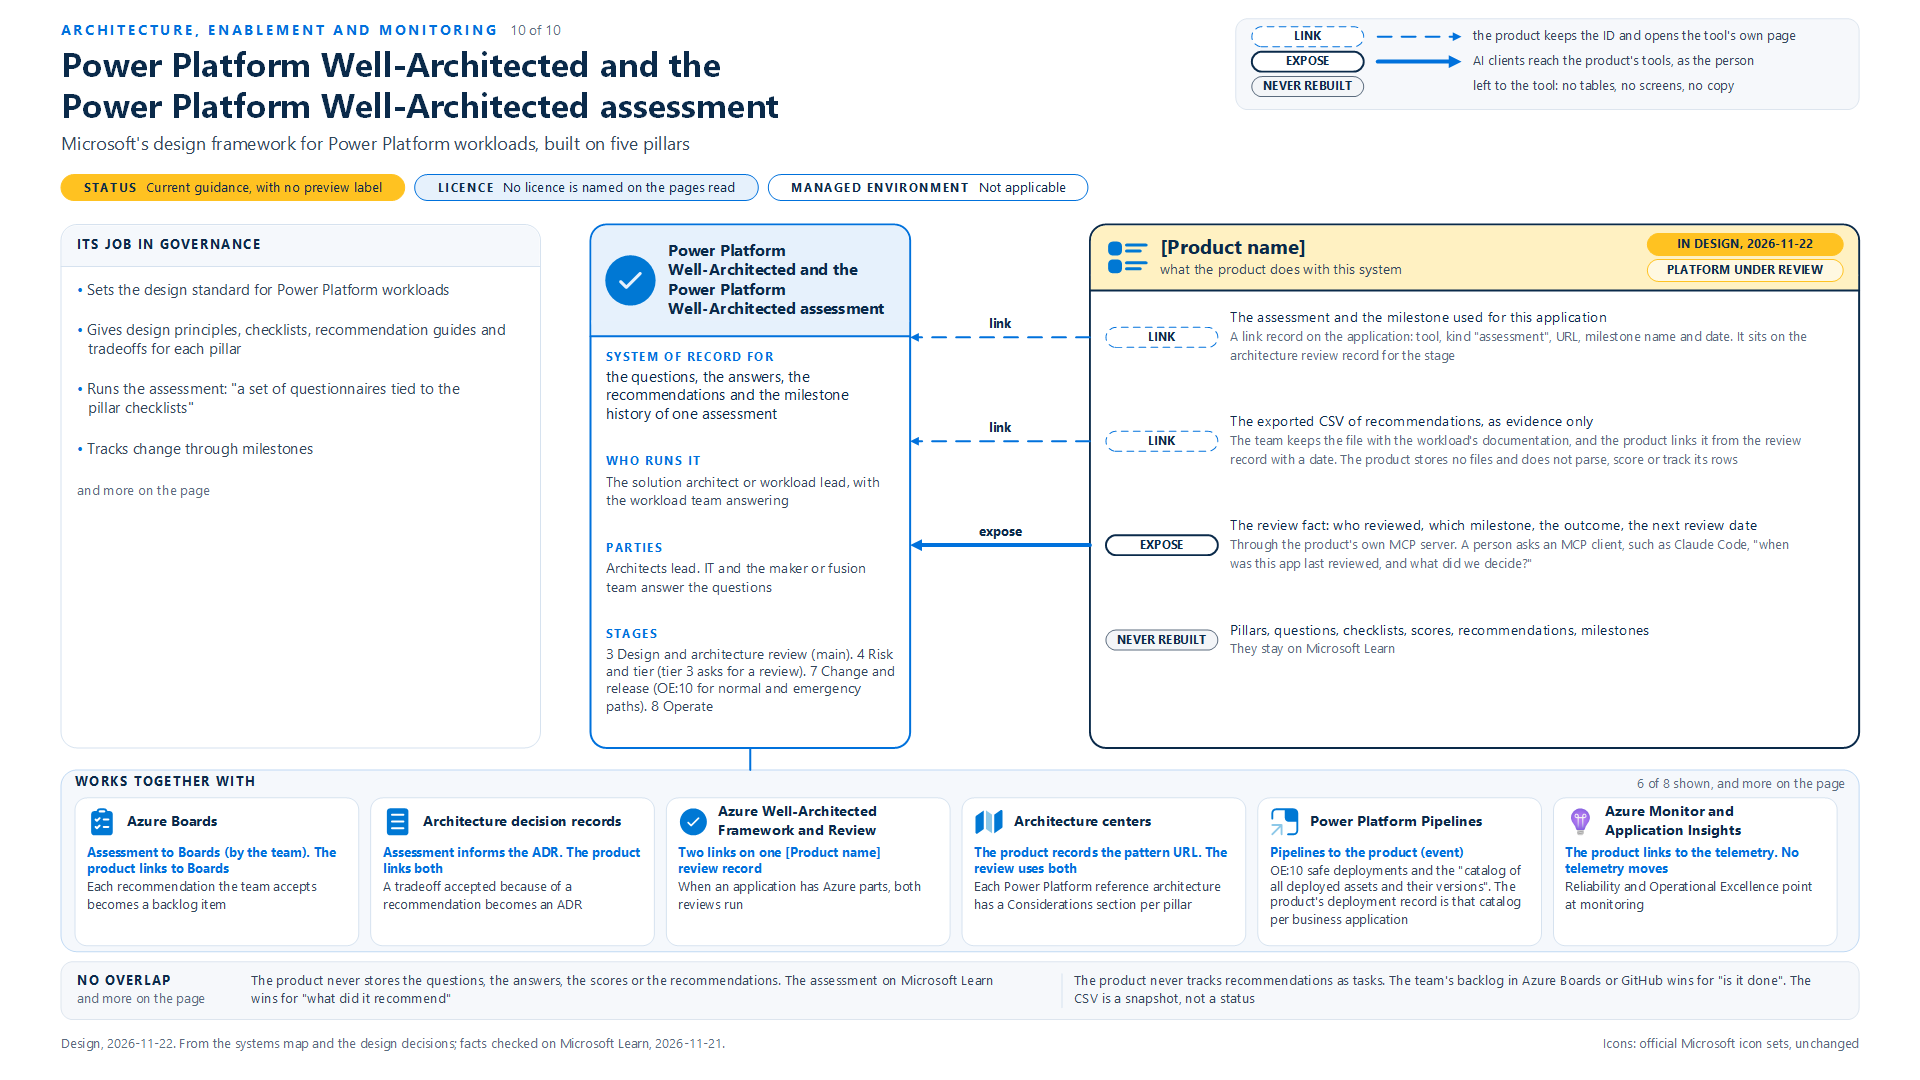 ARCHITECTURE, ENABLEMENT AND MONITORING 10 of 10
Power Platform Well-Architected and the
Power Platform Well-Architected assessment
Microsoft's design framework for Power Platform workloads, built on five pillars
LINK the product keeps the ID and opens the tool's own page
EXPOSE AI clients reach the product's tools, as the person
NEVER REBUILT left to the tool: no tables, no screens, no copy
STATUS Current guidance, with no preview label
LICENCE No licence is named on the pages read
MANAGED ENVIRONMENT Not applicable
ITS JOB IN GOVERNANCE
• Sets the design standard for Power Platform workloads
• Gives design principles, checklists, recommendation guides and
tradeoffs for each pillar
• Runs the assessment: "a set of questionnaires tied to the
pillar checklists"
• Tracks change through milestones
and more on the page
Power Platform
Well-Architected and the
Power Platform
Well-Architected assessment
SYSTEM OF RECORD FOR
the questions, the answers, the
recommendations and the milestone
history of one assessment
WHO RUNS IT
The solution architect or workload lead, with
the workload team answering
PARTIES
Architects lead. IT and the maker or fusion
team answer the questions
STAGES
3 Design and architecture review (main). 4 Risk
and tier (tier 3 asks for a review). 7 Change and
release (OE:10 for normal and emergency
paths). 8 Operate
link
link
expose
[Product name]
what the product does with this system
IN DESIGN, 2026-11-22
PLATFORM UNDER REVIEW
LINK
The assessment and the milestone used for this application
A link record on the application: tool, kind "assessment", URL, milestone name and date. It sits on the
architecture review record for the stage
LINK
The exported CSV of recommendations, as evidence only
The team keeps the file with the workload's documentation, and the product links it from the review
record with a date. The product stores no files and does not parse, score or track its rows
EXPOSE
The review fact: who reviewed, which milestone, the outcome, the next review date
Through the product's own MCP server. A person asks an MCP client, such as Claude Code, "when
was this app last reviewed, and what did we decide?"
NEVER REBUILT
Pillars, questions, checklists, scores, recommendations, milestones
They stay on Microsoft Learn
WORKS TOGETHER WITH
6 of 8 shown, and more on the page
Azure Boards
Assessment to Boards (by the team). The
product links to Boards
Each recommendation the team accepts
becomes a backlog item
Architecture decision records
Assessment informs the ADR. The product
links both
A tradeoff accepted because of a
recommendation becomes an ADR
Azure Well-Architected
Framework and Review
Two links on one [Product name]
review record
When an application has Azure parts, both
reviews run
Architecture centers
The product records the pattern URL. The
review uses both
Each Power Platform reference architecture
has a Considerations section per pillar
Power Platform Pipelines
Pipelines to the product (event)
OE:10 safe deployments and the "catalog of
all deployed assets and their versions". The
product's deployment record is that catalog
per business application
Azure Monitor and
Application Insights
The product links to the telemetry. No
telemetry moves
Reliability and Operational Excellence point
at monitoring
NO OVERLAP
and more on the page
The product never stores the questions, the answers, the scores or the recommendations. The assessment on Microsoft Learn
wins for "what did it recommend"
The product never tracks recommendations as tasks. The team's backlog in Azure Boards or GitHub wins for "is it done". The
CSV is a snapshot, not a status
Design, 2026-11-22. From the systems map and the design decisions; facts checked on Microsoft Learn, 2026-11-21.
Icons: official Microsoft icon sets, unchanged